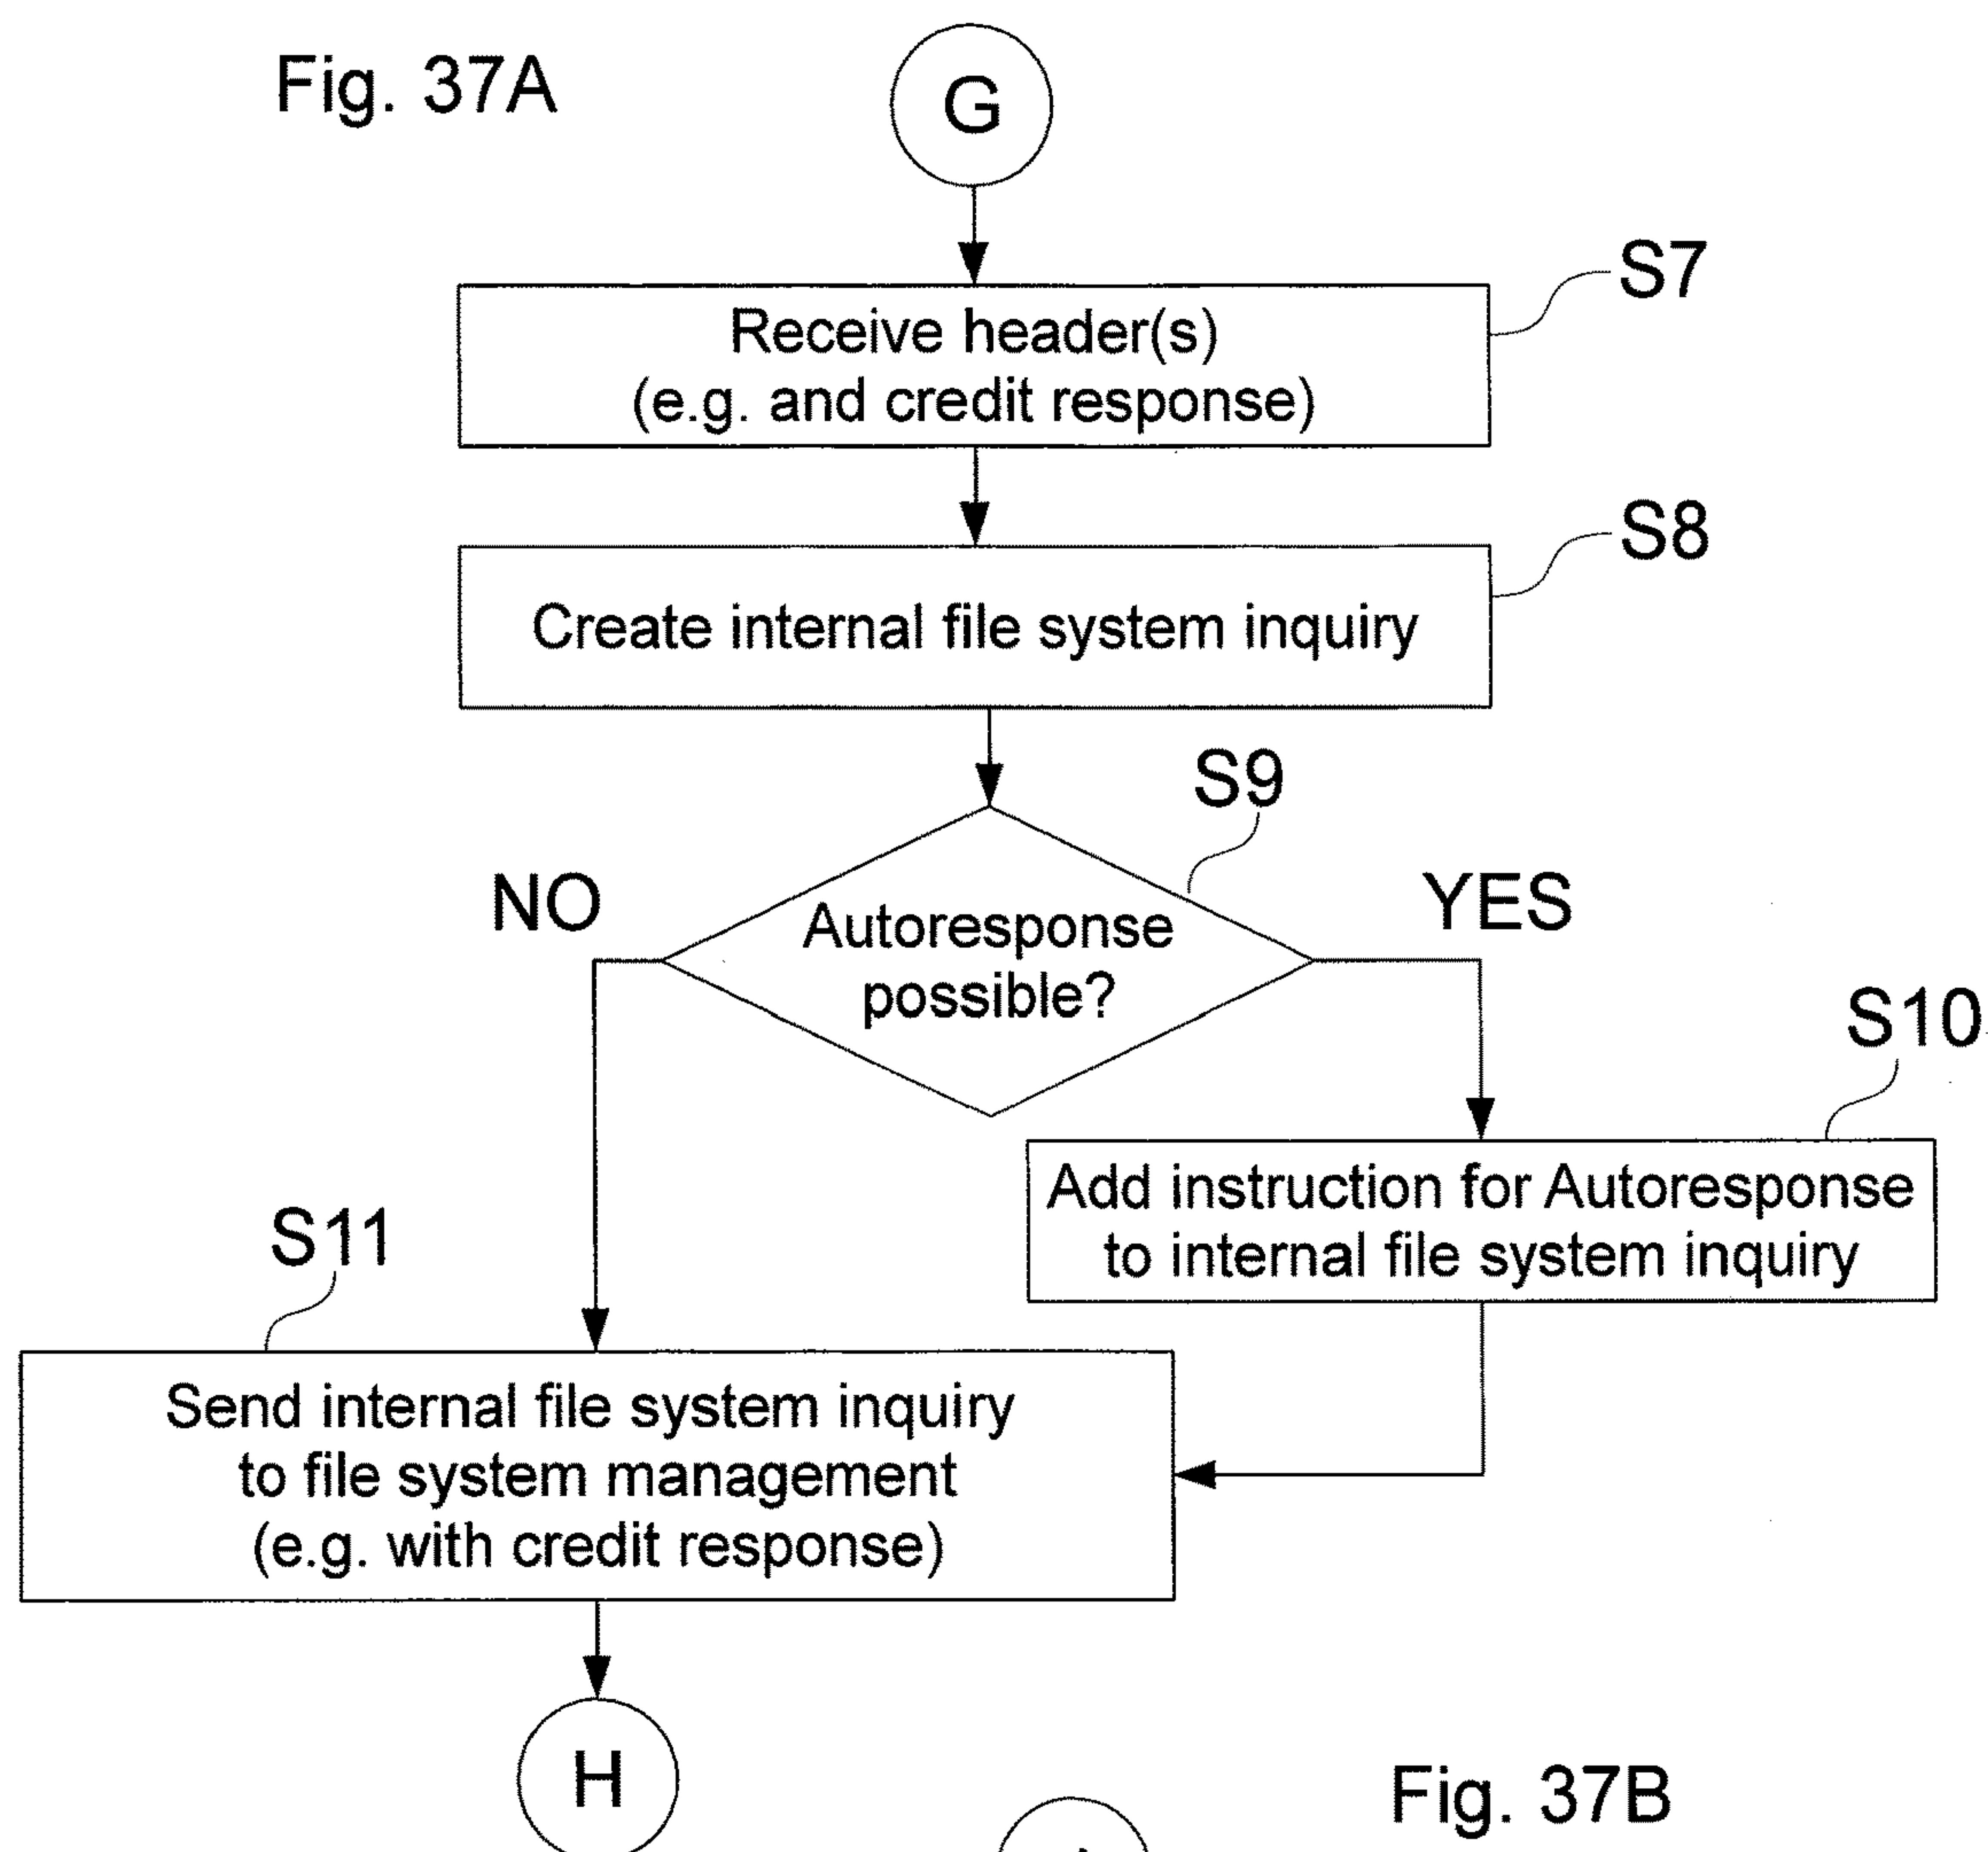 Fig. 37A
G
S7
Receive header(s)
(e.g. and credit response)
S8
Create internal file system inquiry
S9
NO
YES
Autoresponse
possible?
S10
Add instruction for Autoresponse
to internal file system inquiry
S11
Send internal file system inquiry
to file system management
(e.g. with credit response)
H
Fig. 37B